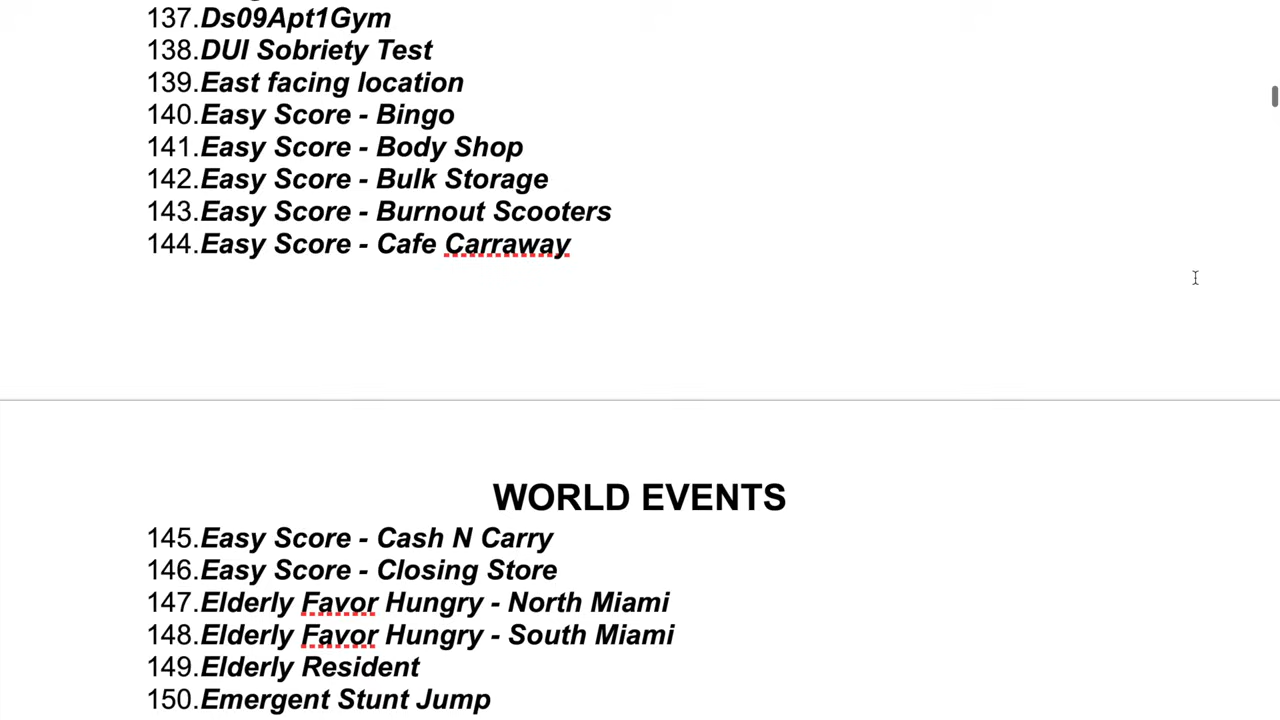 137.Ds09Apt1Gym
138.DUI Sobriety Test
139.East facing location
140.Easy Score - Bingo
141.Easy Score - Body Shop
142.Easy Score - Bulk Storage
143.Easy Score - Burnout Scooters
144.Easy Score - Cafe Carraway
WORLD EVENTS
145.Easy Score - Cash N Carry
146.Easy Score - Closing Store
147.Elderly Favor Hungry - North Miami
148.Elderly Favor Hungry - South Miami
149.Elderly Resident
150.Emergent Stunt Jump